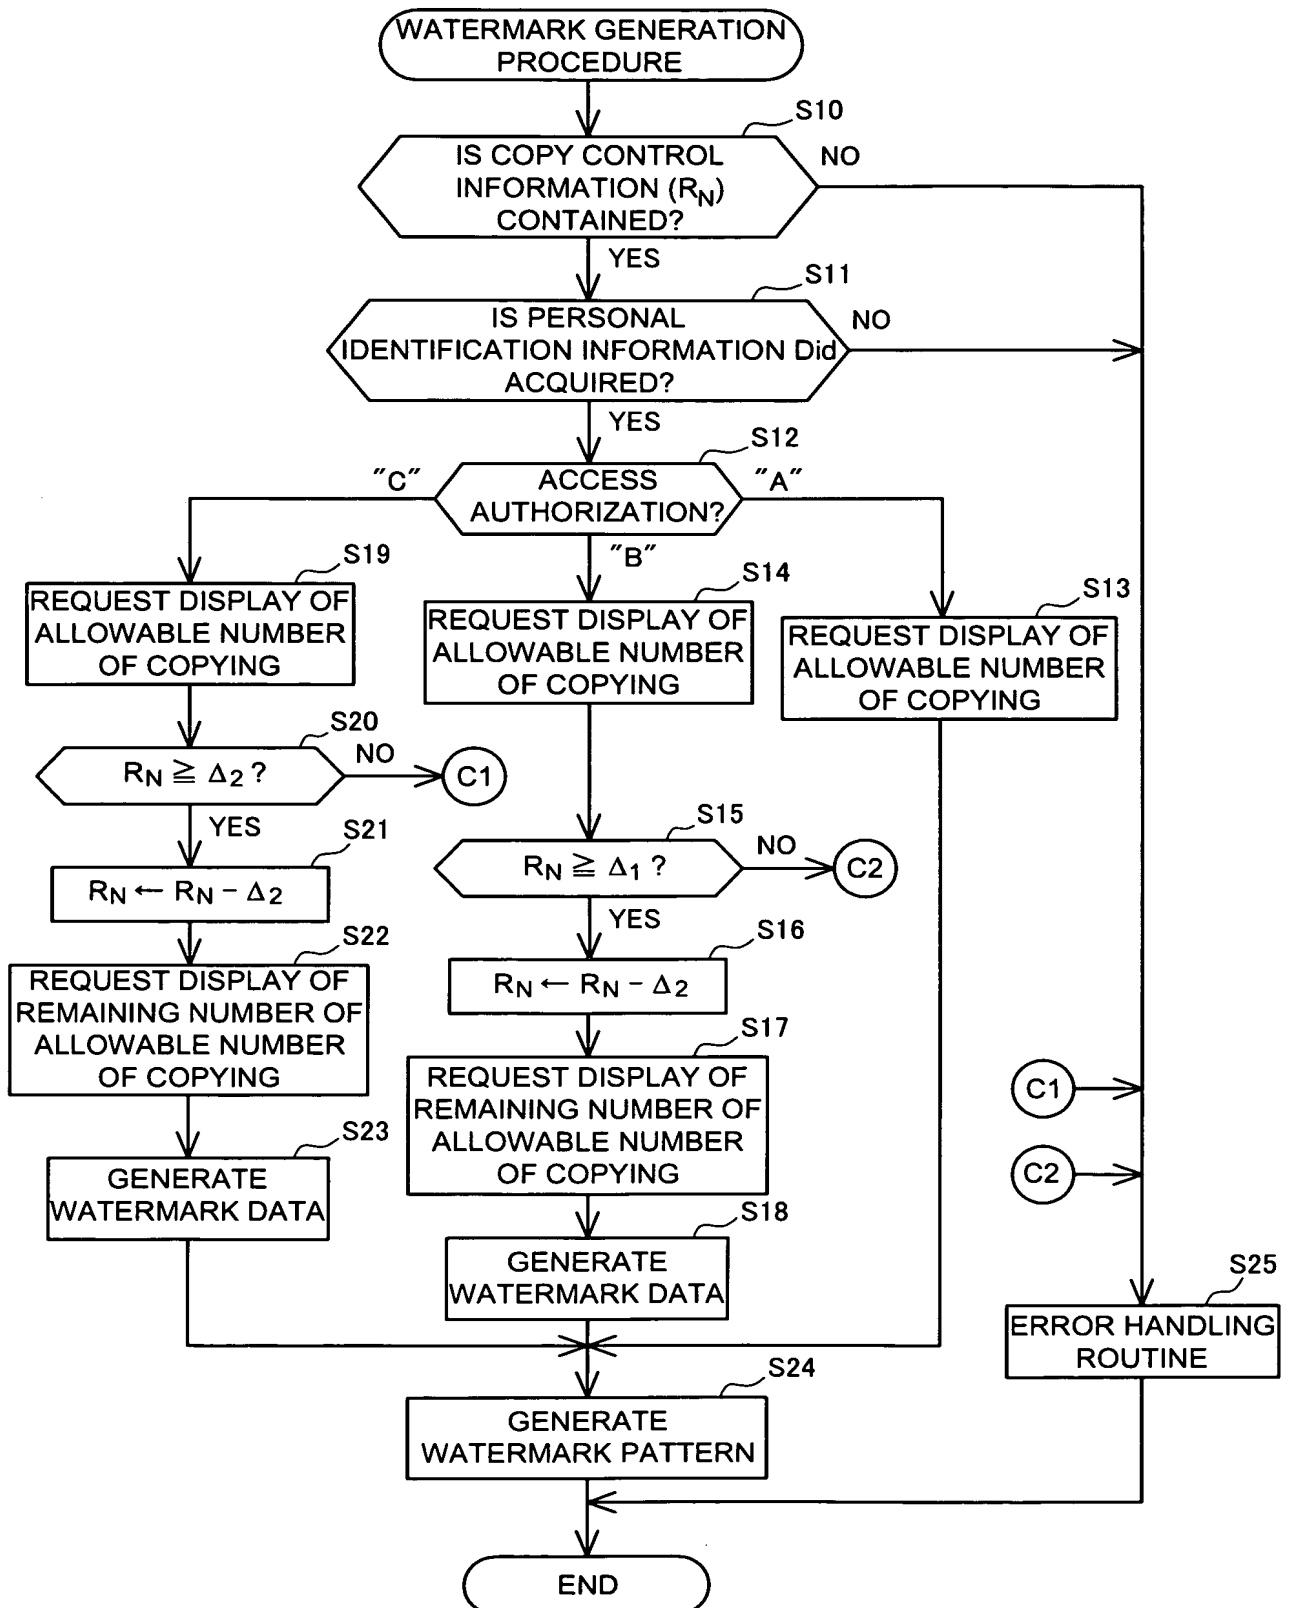 WATERMARK GENERATION
PROCEDURE
S10
IS COPY CONTROL
INFORMATION (RN)
CONTAINED?
NO
YES
S11
IS PERSONAL
IDENTIFICATION INFORMATION Did
ACQUIRED?
NO
YES
S12
ACCESS
AUTHORIZATION?
"C"
"A"
"B"
S19
REQUEST DISPLAY OF
ALLOWABLE NUMBER
OF COPYING
S14
REQUEST DISPLAY OF
ALLOWABLE NUMBER
OF COPYING
S13
REQUEST DISPLAY OF
ALLOWABLE NUMBER
OF COPYING
S20
RN ≧ Δ2 ?
NO
C1
YES
S15
RN ≧ Δ1 ?
NO
C2
YES
S21
RN ← RN - Δ2
S16
RN ← RN - Δ2
S22
REQUEST DISPLAY OF
REMAINING NUMBER OF
ALLOWABLE NUMBER
OF COPYING
S17
REQUEST DISPLAY OF
REMAINING NUMBER OF
ALLOWABLE NUMBER
OF COPYING
C1
C2
S23
GENERATE
WATERMARK DATA
S18
GENERATE
WATERMARK DATA
S25
ERROR HANDLING
ROUTINE
S24
GENERATE
WATERMARK PATTERN
END